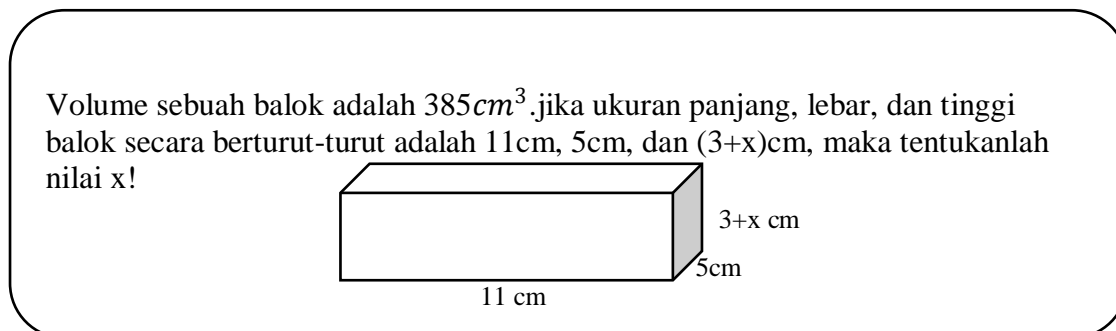 Volume sebuah balok adalah 385𝑐𝑚³.jika ukuran panjang, lebar, dan tinggi
balok secara berturut-turut adalah 11cm, 5cm, dan (3+x)cm, maka tentukanlah
nilai x!
3+x cm
5cm
11 cm